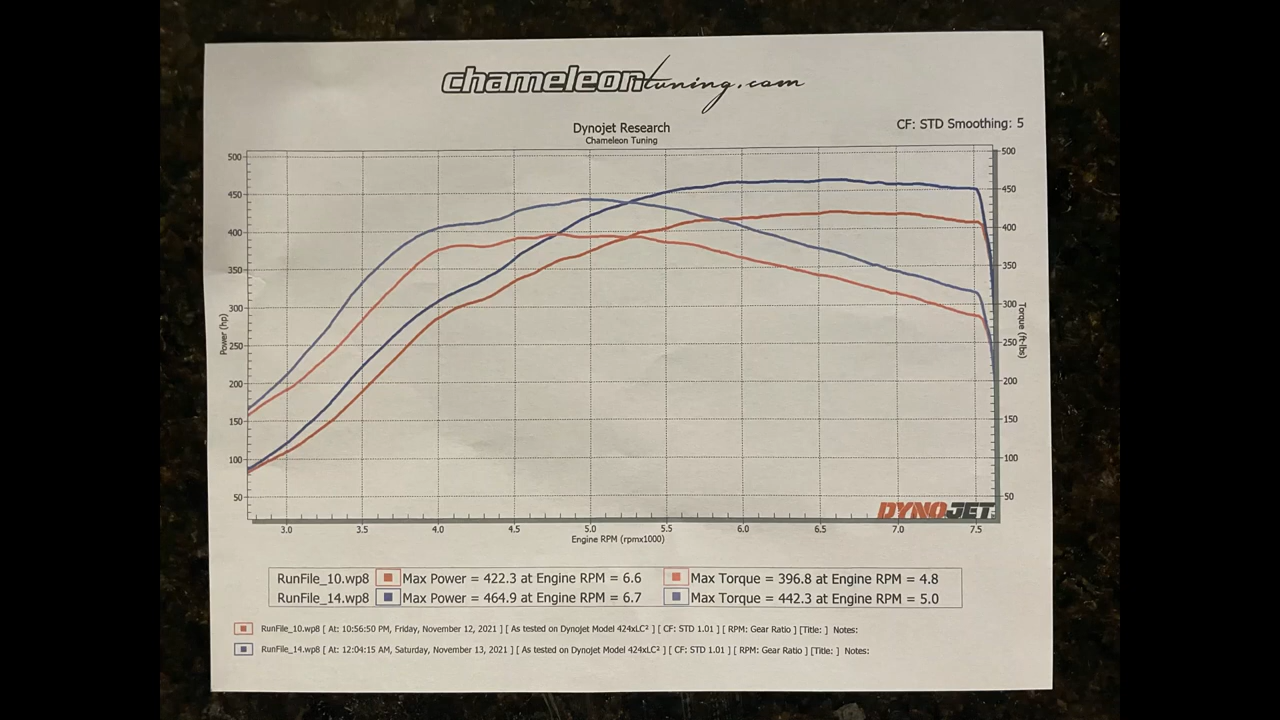 chameleontuning.com
Dynojet Research
CF: STD Smoothing: 5
Chameleon Tuning
500
450
400
350
300
250
200
150
100
50
Power (hp)
500
450
400
350
300
250
200
150
100
50
Torque (ft-lbs)
DYNOJET
3.0 3.5 4.0 4.5 5.0 5.5 6.0 6.5 7.0 7.5
Engine RPM (rpmx1000)
RunFile_10.wp8 Max Power = 422.3 at Engine RPM = 6.6 Max Torque = 396.8 at Engine RPM = 4.8
RunFile_14.wp8 Max Power = 464.9 at Engine RPM = 6.7 Max Torque = 442.3 at Engine RPM = 5.0
RunFile_10.wp8 [ At: 10:56:50 PM, Friday, November 12, 2021 ] [ As tested on Dynojet Model 424xLC² ] [ CF: STD 1.01 ] [ RPM: Gear Ratio ] [Title: ] Notes:
RunFile_14.wp8 [ At: 12:04:15 AM, Saturday, November 13, 2021 ] [ As tested on Dynojet Model 424xLC² ] [ CF: STD 1.01 ] [ RPM: Gear Ratio ] [Title: ] Notes: